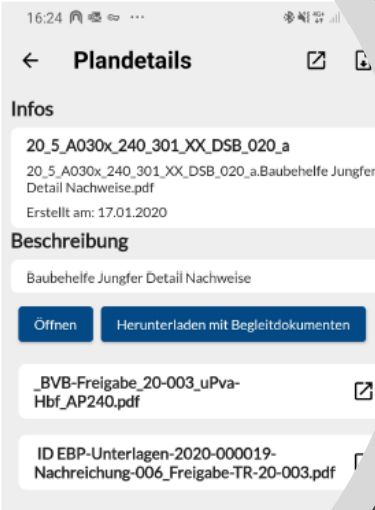 16:24
Plandetails
Infos
20_5_A030x_240_301_XX_DSB_020_a
20_5_A030x_240_301_XX_DSB_020_a.Baubehelfe Jungfer
Detail Nachweise.pdf
Erstellt am: 17.01.2020
Beschreibung
Baubehelfe Jungfer Detail Nachweise
Öffnen
Herunterladen mit Begleitdokumenten
_BVB-Freigabe_20-003_uPva-
Hbf_AP240.pdf
ID EBP-Unterlagen-2020-000019-
Nachreichung-006_Freigabe-TR-20-003.pdf